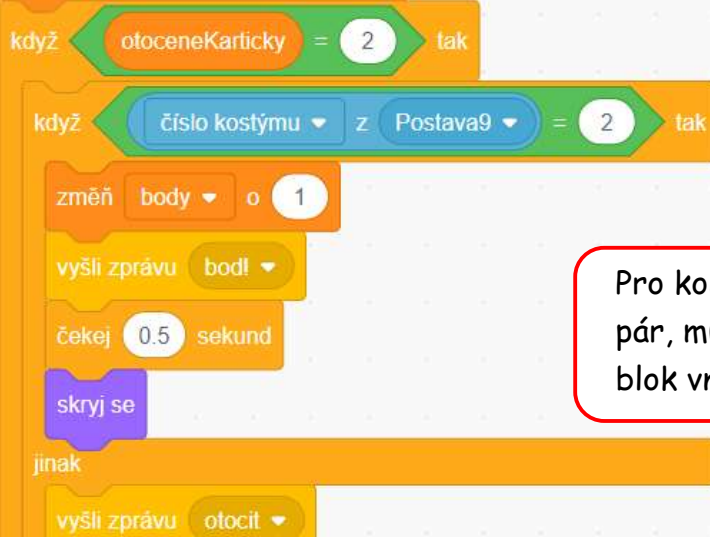 když otoceneKarticky = 2 tak
když číslo kostýmu z Postava9 = 2 tak
změň body o 1
vyšli zprávu bod!
čekej 0.5 sekund
skryj se
Pro ko
pár, m
blok v
jinak
vyšli zprávu otocit